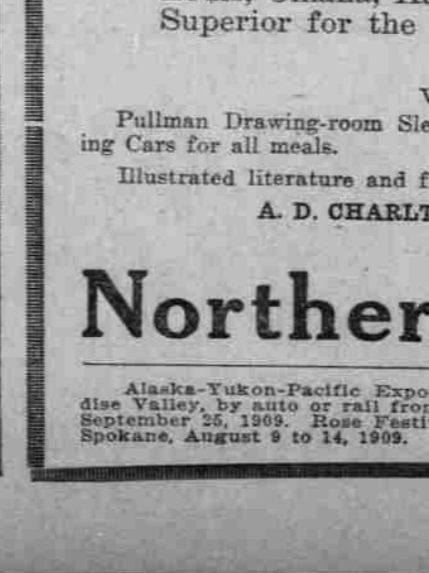 Superior for the
Pullman Drawing-room Sle
ing Cars for all meals.
Illustrated literature and f
A. D. CHARLT
Norther
Alaska-Yukon-Pacific Expo
dise Valley, by auto or rail from
September 25, 1909. Rose Festi
Spokane, August 9 to 14, 1909.